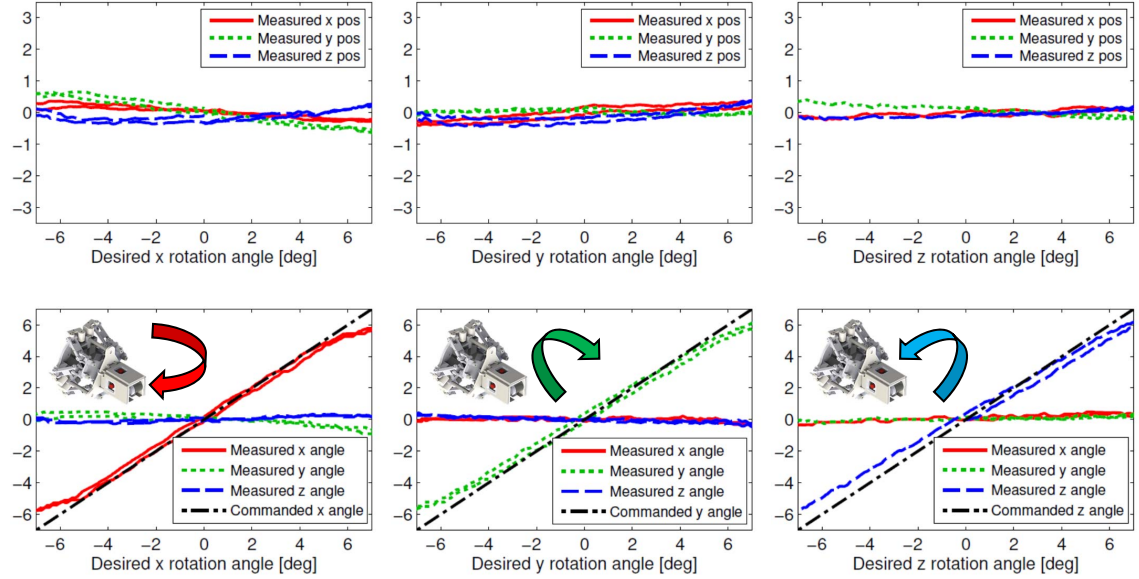 3
2
1
0
−1
−2
−3
−6 −4 −2 0 2 4 6
Measured x pos
Measured y pos
Measured z pos
Desired x rotation angle [deg]
3
2
1
0
−1
−2
−3
−6 −4 −2 0 2 4 6
Measured x pos
Measured y pos
Measured z pos
Desired y rotation angle [deg]
3
2
1
0
−1
−2
−3
−6 −4 −2 0 2 4 6
Measured x pos
Measured y pos
Measured z pos
Desired z rotation angle [deg]
6
4
2
0
−2
−4
−6
−6 −4 −2 0 2 4 6
Measured x angle
Measured y angle
Measured z angle
Commanded x angle
Desired x rotation angle [deg]
6
4
2
0
−2
−4
−6
−6 −4 −2 0 2 4 6
Measured x angle
Measured y angle
Measured z angle
Commanded y angle
Desired y rotation angle [deg]
6
4
2
0
−2
−4
−6
−6 −4 −2 0 2 4 6
Measured x angle
Measured y angle
Measured z angle
Commanded z angle
Desired z rotation angle [deg]